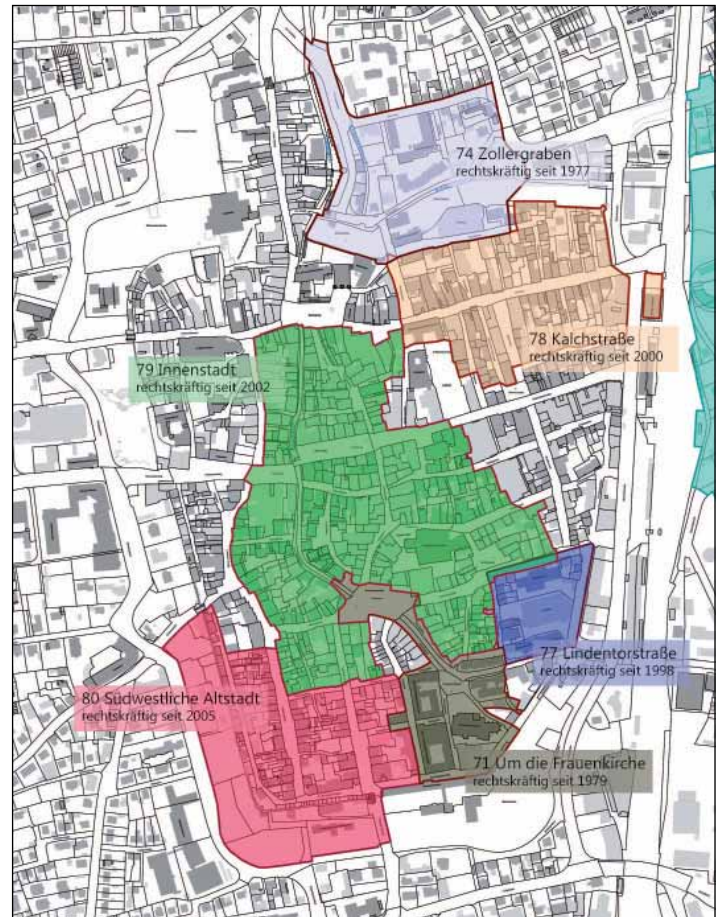 74 Zollergraben
rechtskräftig seit 1977
78 Kalchstraße
rechtskräftig seit 2000
79 Innenstadt
rechtskräftig seit 2002
77 Lindentorstraße
rechtskräftig seit 1998
80 Südwestliche Altstadt
rechtskräftig seit 2005
71 Um die Frauenkirche
rechtskräftig seit 1979